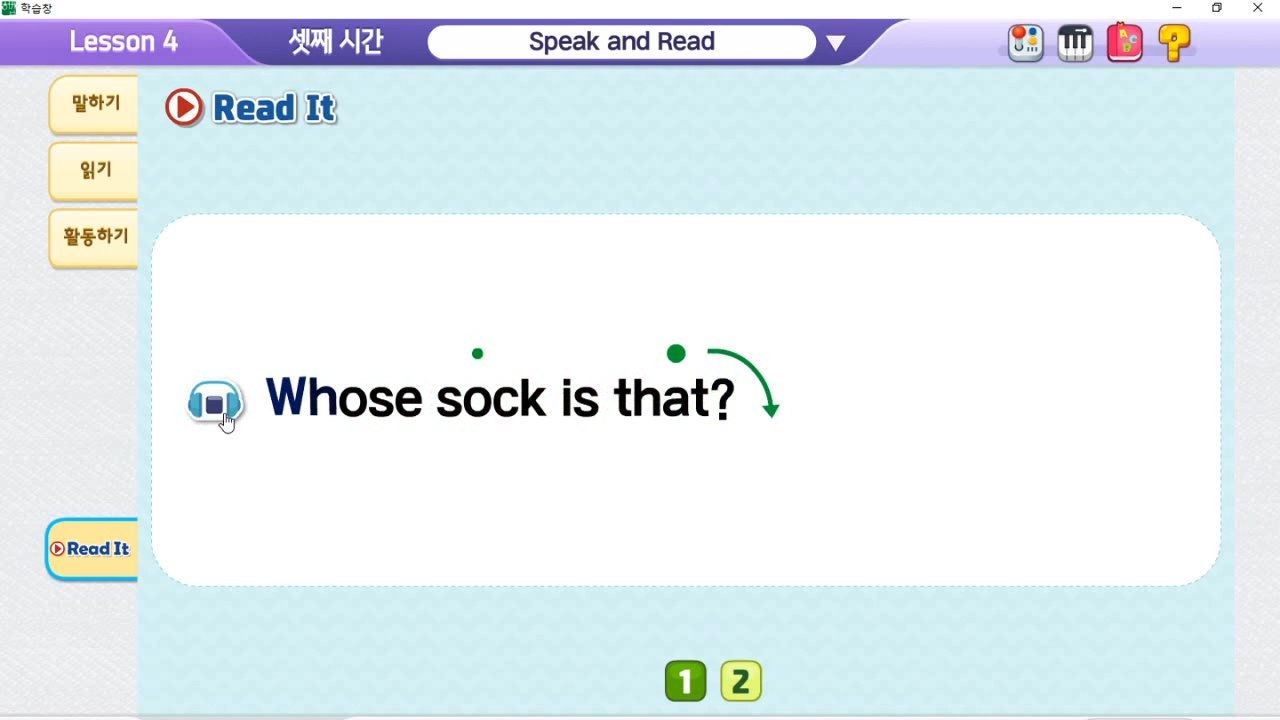 학습창
Lesson 4
셋째 시간
Speak and Read
말하기
Read It
읽기
활동하기
Whose sock is that?
Read It
1 2